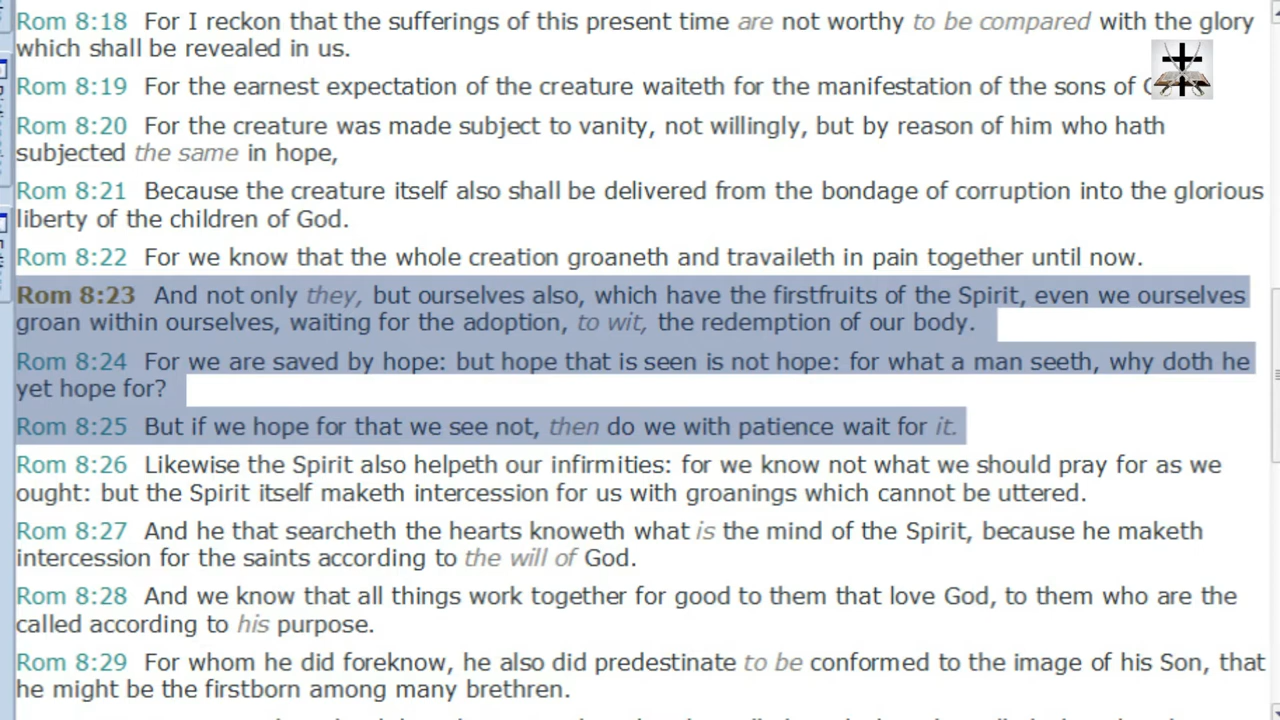 Rom 8:18 For I reckon that the sufferings of this present time are not worthy to be compared with the glory
which shall be revealed in us.
Rom 8:19 For the earnest expectation of the creature waiteth for the manifestation of the sons of
Rom 8:20 For the creature was made subject to vanity, not willingly, but by reason of him who hath
subjected the same in hope,
Rom 8:21 Because the creature itself also shall be delivered from the bondage of corruption into the glorious
liberty of the children of God.
Rom 8:22 For we know that the whole creation groaneth and travaileth in pain together until now.
Rom 8:23 And not only they, but ourselves also, which have the firstfruits of the Spirit, even we ourselves
groan within ourselves, waiting for the adoption, to wit, the redemption of our body.
Rom 8:24 For we are saved by hope: but hope that is seen is not hope: for what a man seeth, why doth he
yet hope for?
Rom 8:25 But if we hope for that we see not, then do we with patience wait for it.
Rom 8:26 Likewise the Spirit also helpeth our infirmities: for we know not what we should pray for as we
ought: but the Spirit itself maketh intercession for us with groanings which cannot be uttered.
Rom 8:27 And he that searcheth the hearts knoweth what is the mind of the Spirit, because he maketh
intercession for the saints according to the will of God.
Rom 8:28 And we know that all things work together for good to them that love God, to them who are the
called according to his purpose.
Rom 8:29 For whom he did foreknow, he also did predestinate to be conformed to the image of his Son, that
he might be the firstborn among many brethren.